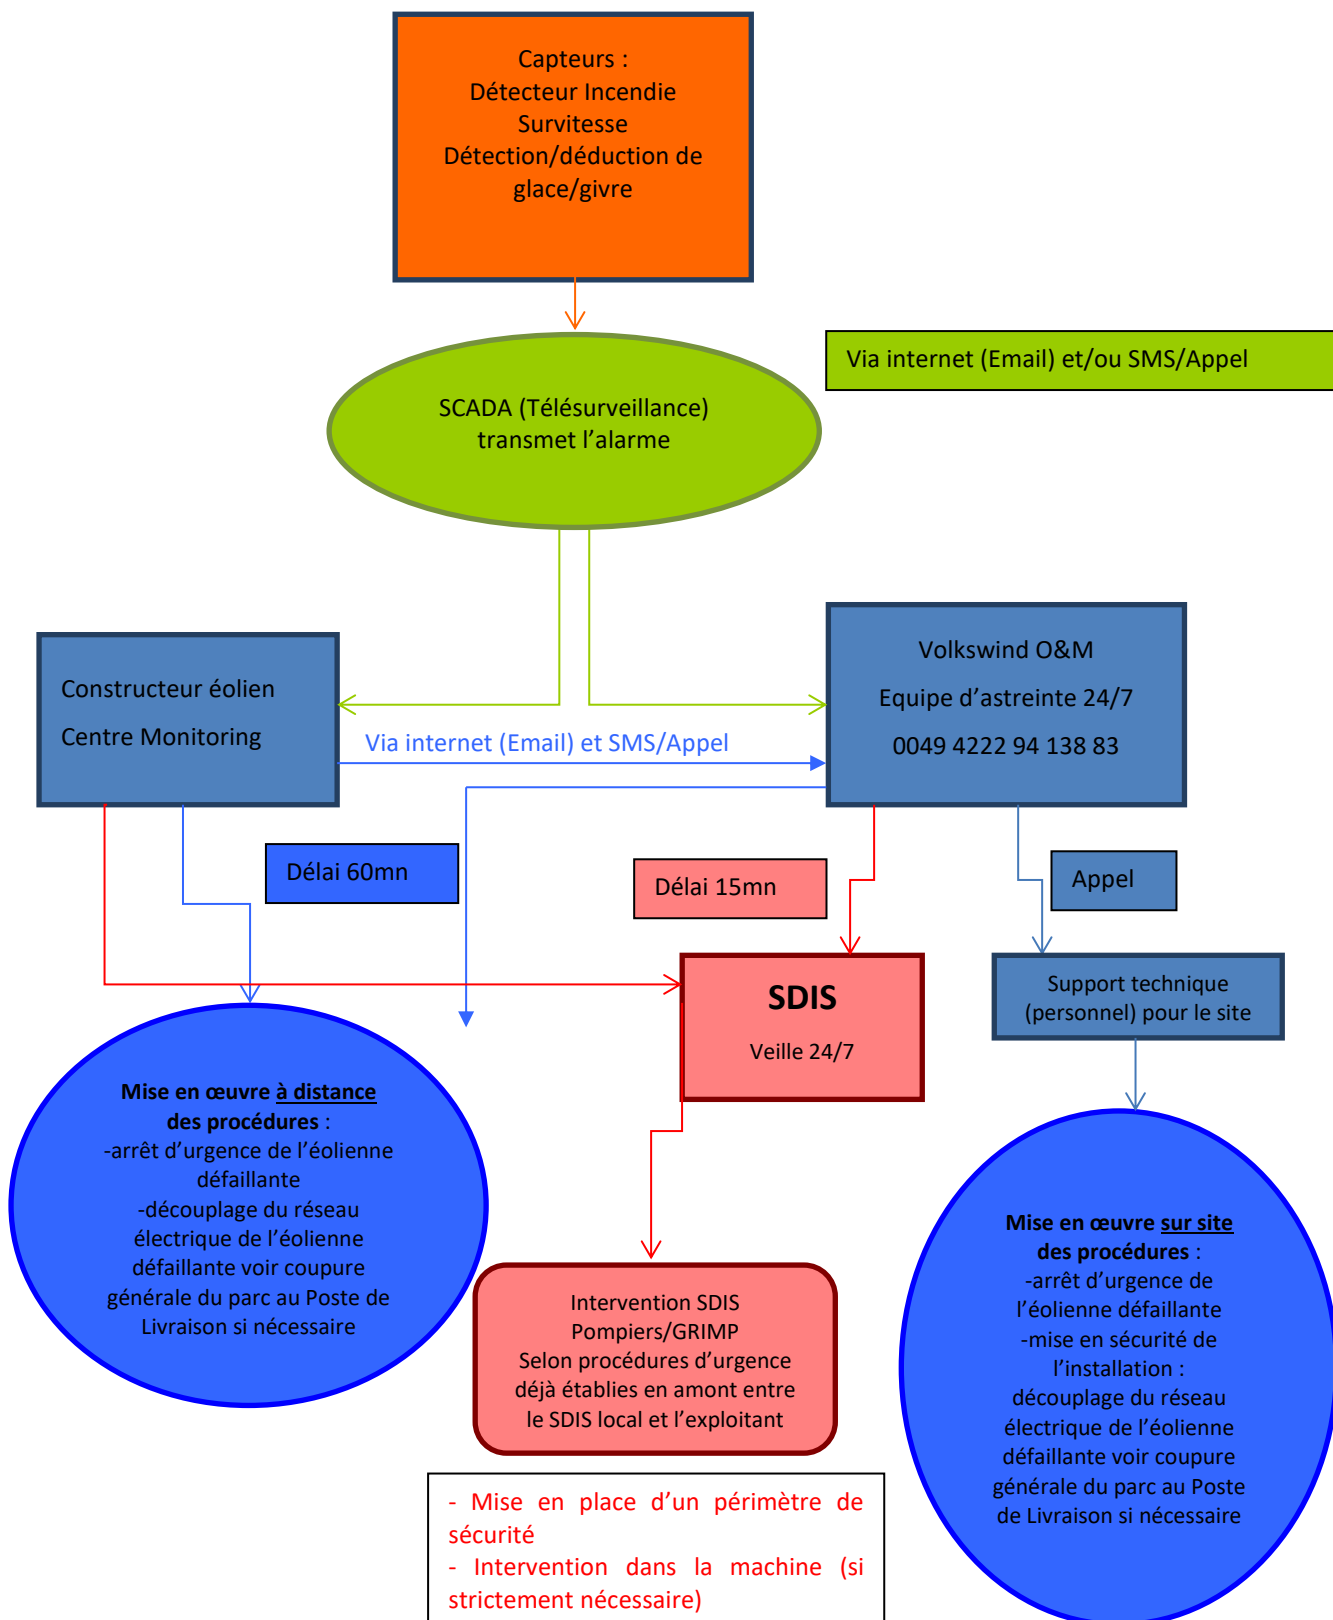 Capteurs :
Détecteur Incendie
Survitesse
Détection/déduction de
glace/givre
Via internet (Email) et/ou SMS/Appel
SCADA (Télésurveillance)
transmet l’alarme
Constructeur éolien
Centre Monitoring
Via internet (Email) et SMS/Appel
Volkswind O&M
Equipe d’astreinte 24/7
0049 4222 94 138 83
Délai 60mn
Délai 15mn
Appel
SDIS
Veille 24/7
Support technique
(personnel) pour le site
Mise en œuvre à distance
des procédures :
-arrêt d’urgence de l’éolienne
défaillante
-découplage du réseau
électrique de l’éolienne
défaillante voir coupure
générale du parc au Poste de
Livraison si nécessaire
Intervention SDIS
Pompiers/GRIMP
Selon procédures d’urgence
déjà établies en amont entre
le SDIS local et l’exploitant
Mise en œuvre sur site
des procédures :
-arrêt d’urgence de
l’éolienne défaillante
-mise en sécurité de
l’installation :
découplage du réseau
électrique de l’éolienne
défaillante voir coupure
générale du parc au Poste
de Livraison si nécessaire
- Mise en place d’un périmètre de
sécurité
- Intervention dans la machine (si
strictement nécessaire)